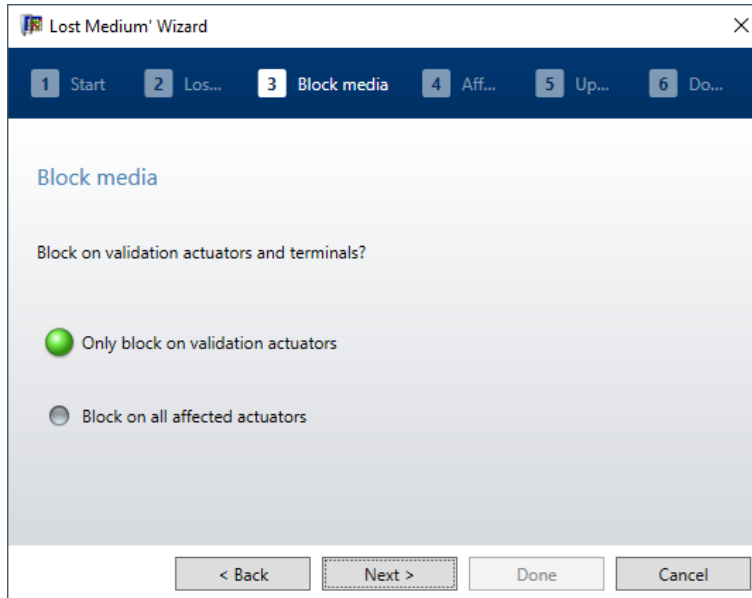 Lost Medium' Wizard
1 Start 2 Los... 3 Block media 4 Aff... 5 Up... 6 Do...
Block media
Block on validation actuators and terminals?
Only block on validation actuators
Block on all affected actuators
< Back Next > Done Cancel